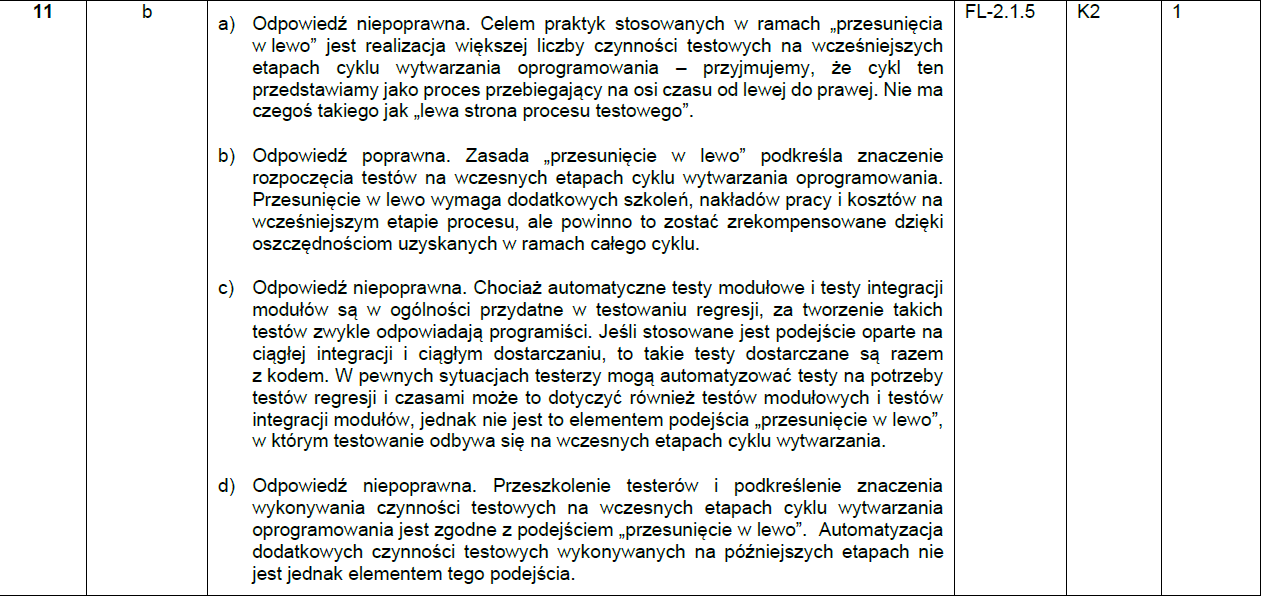 11 b a) Odpowiedź niepoprawna. Celem praktyk stosowanych w ramach „przesunięcia FL-2.1.5 K2 1
w lewo” jest realizacja większej liczby czynności testowych na wcześniejszych
etapach cyklu wytwarzania oprogramowania – przyjmujemy, że cykl ten
przedstawiamy jako proces przebiegający na osi czasu od lewej do prawej. Nie ma
czegoś takiego jak „lewa strona procesu testowego”.
b) Odpowiedź poprawna. Zasada „przesunięcie w lewo” podkreśla znaczenie
rozpoczęcia testów na wczesnych etapach cyklu wytwarzania oprogramowania.
Przesunięcie w lewo wymaga dodatkowych szkoleń, nakładów pracy i kosztów na
wcześniejszym etapie procesu, ale powinno to zostać zrekompensowane dzięki
oszczędnościom uzyskanych w ramach całego cyklu.
c) Odpowiedź niepoprawna. Chociaż automatyczne testy modułowe i testy integracji
modułów są w ogólności przydatne w testowaniu regresji, za tworzenie takich
testów zwykle odpowiadają programiści. Jeśli stosowane jest podejście oparte na
ciągłej integracji i ciągłym dostarczaniu, to takie testy dostarczane są razem
z kodem. W pewnych sytuacjach testerzy mogą automatyzować testy na potrzeby
testów regresji i czasami może to dotyczyć również testów modułowych i testów
integracji modułów, jednak nie jest to elementem podejścia „przesunięcie w lewo”,
w którym testowanie odbywa się na wczesnych etapach cyklu wytwarzania.
d) Odpowiedź niepoprawna. Przeszkolenie testerów i podkreślenie znaczenia
wykonywania czynności testowych na wczesnych etapach cyklu wytwarzania
oprogramowania jest zgodne z podejściem „przesunięcie w lewo”. Automatyzacja
dodatkowych czynności testowych wykonywanych na późniejszych etapach nie
jest jednak elementem tego podejścia.